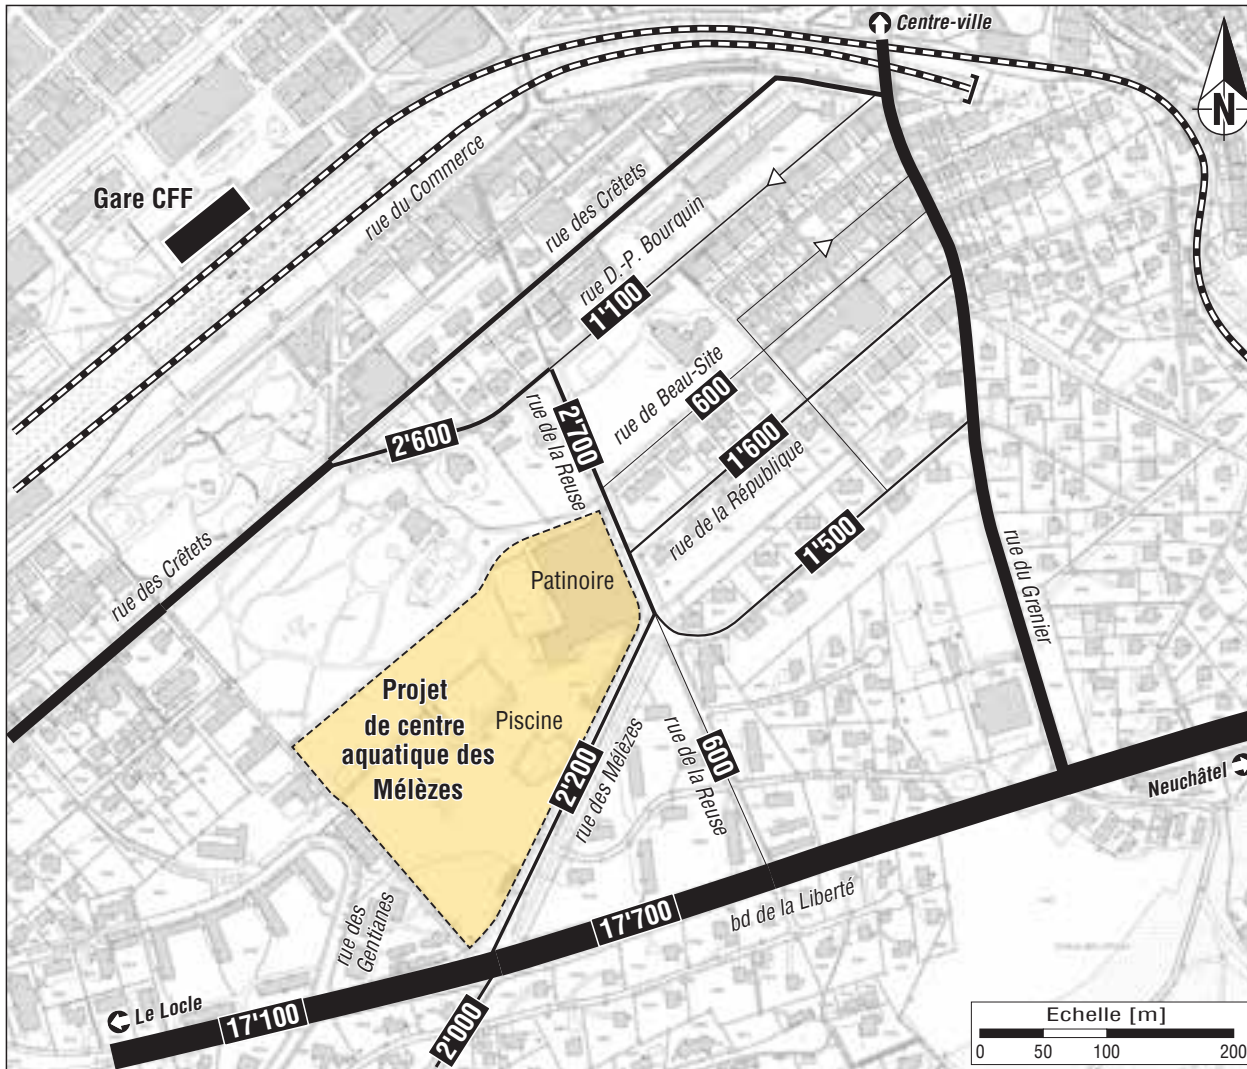 Centre-ville
N
Gare CFF
rue du Commerce
rue des Crêtets
rue D.-P. Bourquin
1'100
rue de Beau-Site
600
2'600
2'700
rue de la Reuse
1'600
rue de la République
1'500
rue des Crêtets
Patinoire
rue du Grenier
Projet
de centre
aquatique des
Mélèzes
Piscine
2'200
rue des Mélèzes
600
rue de la Reuse
Neuchâtel
bd de la Liberté
17'700
rue des
Gentianes
Le Locle
17'100
2'000
Echelle [m]
0 50 100 200